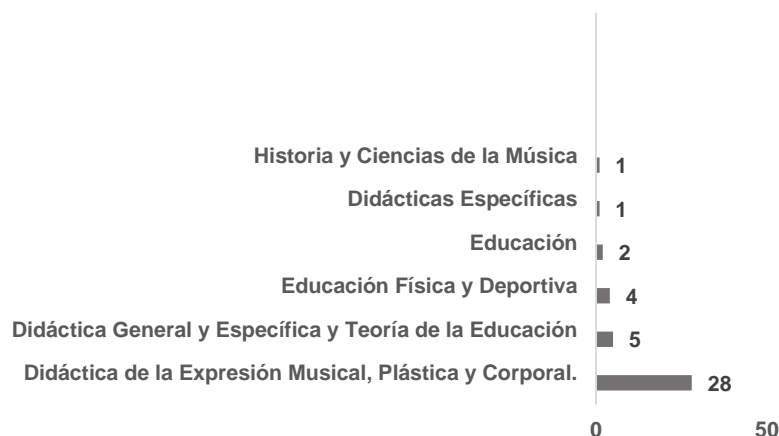 Historia y Ciencias de la Música 1
Didácticas Específicas 1
Educación 2
Educación Física y Deportiva 4
Didáctica General y Específica y Teoría de la Educación 5
Didáctica de la Expresión Musical, Plástica y Corporal. 28
0 50